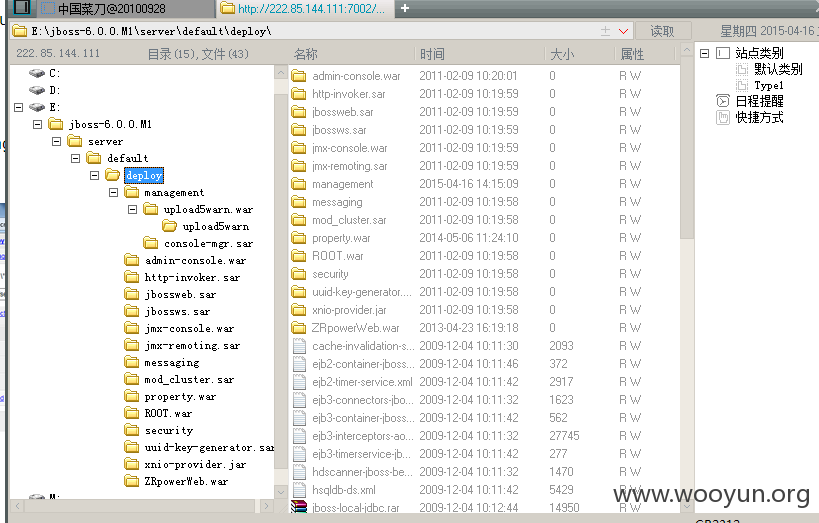 中国菜刀@20100928
http://222.85.144.111:7002/...
E:\jboss-6.0.0.M1\server\default\deploy\
读取
星期四 2015-04-16
222.85.144.111
目录(15),文件(43)
名称 时间 大小 属性
C:
D:
E:
jboss-6.0.0.M1
server
default
deploy
management
upload5warn.war
upload5warn
console-mgr.sar
admin-console.war
http-invoker.sar
jbossweb.sar
jbossws.sar
jmx-console.war
jmx-remoting.sar
messaging
mod_cluster.sar
property.war
ROOT.war
security
uuid-key-generator.sar
xnio-provider.jar
ZRpowerWeb.war
admin-console.war 2011-02-09 10:20:01 0 R W
http-invoker.sar 2011-02-09 10:19:59 0 R W
jbossweb.sar 2011-02-09 10:19:59 0 R W
jbossws.sar 2011-02-09 10:19:59 0 R W
jmx-console.war 2011-02-09 10:19:59 0 R W
jmx-remoting.sar 2011-02-09 10:19:59 0 R W
management 2015-04-16 14:15:09 0 R W
messaging 2011-02-09 10:19:58 0 R W
mod_cluster.sar 2011-02-09 10:19:58 0 R W
property.war 2014-05-06 11:24:10 0 R W
ROOT.war 2011-02-09 10:19:58 0 R W
security 2011-02-09 10:19:58 0 R W
uuid-key-generator.... 2011-02-09 10:19:58 0 R W
xnio-provider.jar 2011-02-09 10:19:58 0 R W
ZRpowerWeb.war 2013-04-23 16:19:18 0 R W
cache-invalidation-s... 2009-12-04 10:11:30 2093 R W
ejb2-container-jboss... 2009-12-04 10:11:46 372 R W
ejb2-timer-service.xml 2009-12-04 10:11:42 2917 R W
ejb3-connectors-jbo... 2009-12-04 10:11:32 1623 R W
ejb3-container-jboss... 2009-12-04 10:11:42 562 R W
ejb3-interceptors-ao... 2009-12-04 10:11:32 27745 R W
ejb3-timerservice-jb... 2009-12-04 10:11:42 277 R W
hdscanner-jboss-be... 2009-12-04 10:11:32 1470 R W
hsqldb-ds.xml 2009-12-04 10:11:42 5429 R W
jboss-local-jdbc.rar 2009-12-04 10:12:44 14950 R W
站点类别
默认类别
Type1
日程提醒
快捷方式
www.wooyun.org